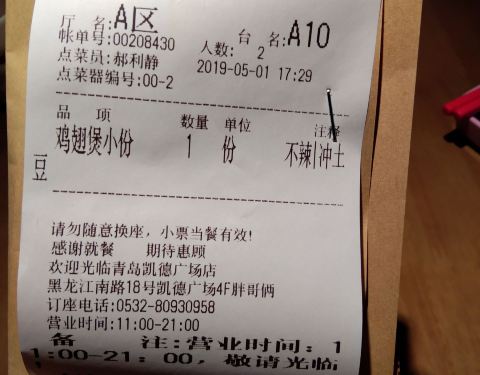 厅 名:A区 台 名:A10
帐单号:00208430 人数: 2
点菜员:郝利静 2019-05-01 17:29
点菜器编号:00-2
品 项 数量 单位 注释
鸡翅煲小份 1 份 不辣|冲土
豆
请勿随意换座，小票当餐有效!
感谢就餐 期待惠顾
欢迎光临青岛凯德广场店
黑龙江南路18号凯德广场4F胖哥俩
订座电话:0532-80930958
营业时间:11:00-21:00
备 注:营业时间: 1
1:00-21: 00, 敬请光临
!